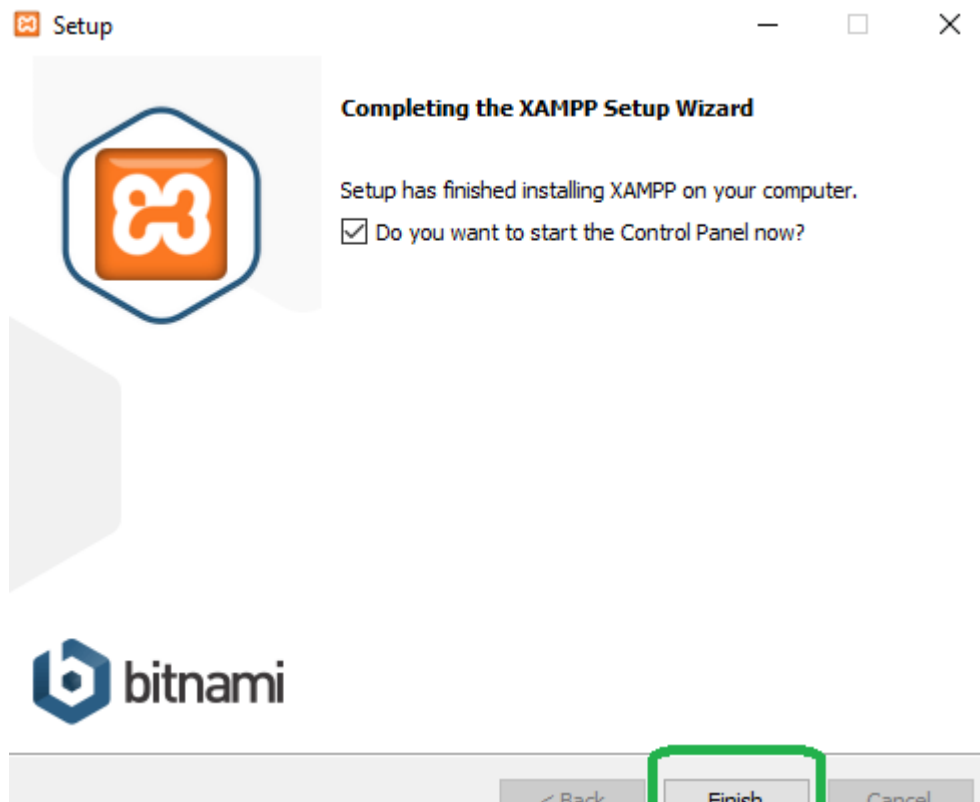 Setup
Completing the XAMPP Setup Wizard
Setup has finished installing XAMPP on your computer.
Do you want to start the Control Panel now?
bitnami
< Back Finish Cancel